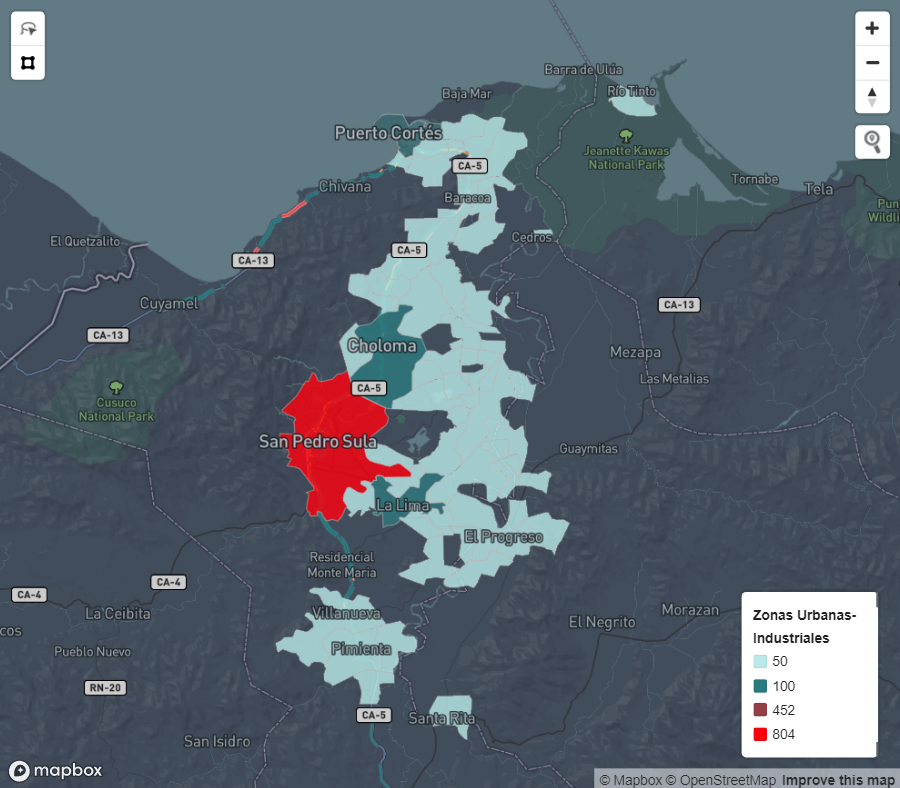 Barra de Ulúa
Baja Mar
Río Tinto
Puerto Cortés
Jeanette Kawas
National Park
CA-5
Chivana
Tornabe
Tela
Baracoa
Pun
Wildli
El Quetzalito
Cedros
CA-5
CA-13
Cuyamel
CA-13
CA-13
Choloma
Mezapa
Las Metalias
CA-5
Cusuco
National Park
San Pedro Sula
Guaymitas
La Lima
El Progreso
Residencial
Monte Maria
CA-4
CA-4
La Ceibita
cos
Villanueva
El Negrito
Morazan
Pueblo Nuevo
Pimienta
RN-20
CA-5
Santa Rita
San Isidro
Zonas Urbanas-
Industriales
50
100
452
804
mapbox
© Mapbox © OpenStreetMap Improve this map